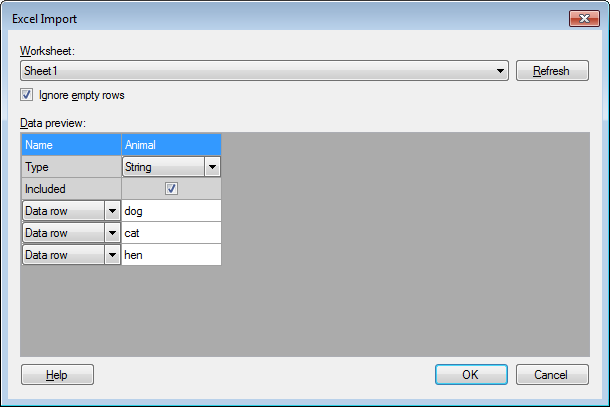 Excel Import
Worksheet:
Sheet1
Refresh
Ignore empty rows
Data preview:
Name Animal
Type String
Included
Data row dog
Data row cat
Data row hen
Help OK Cancel